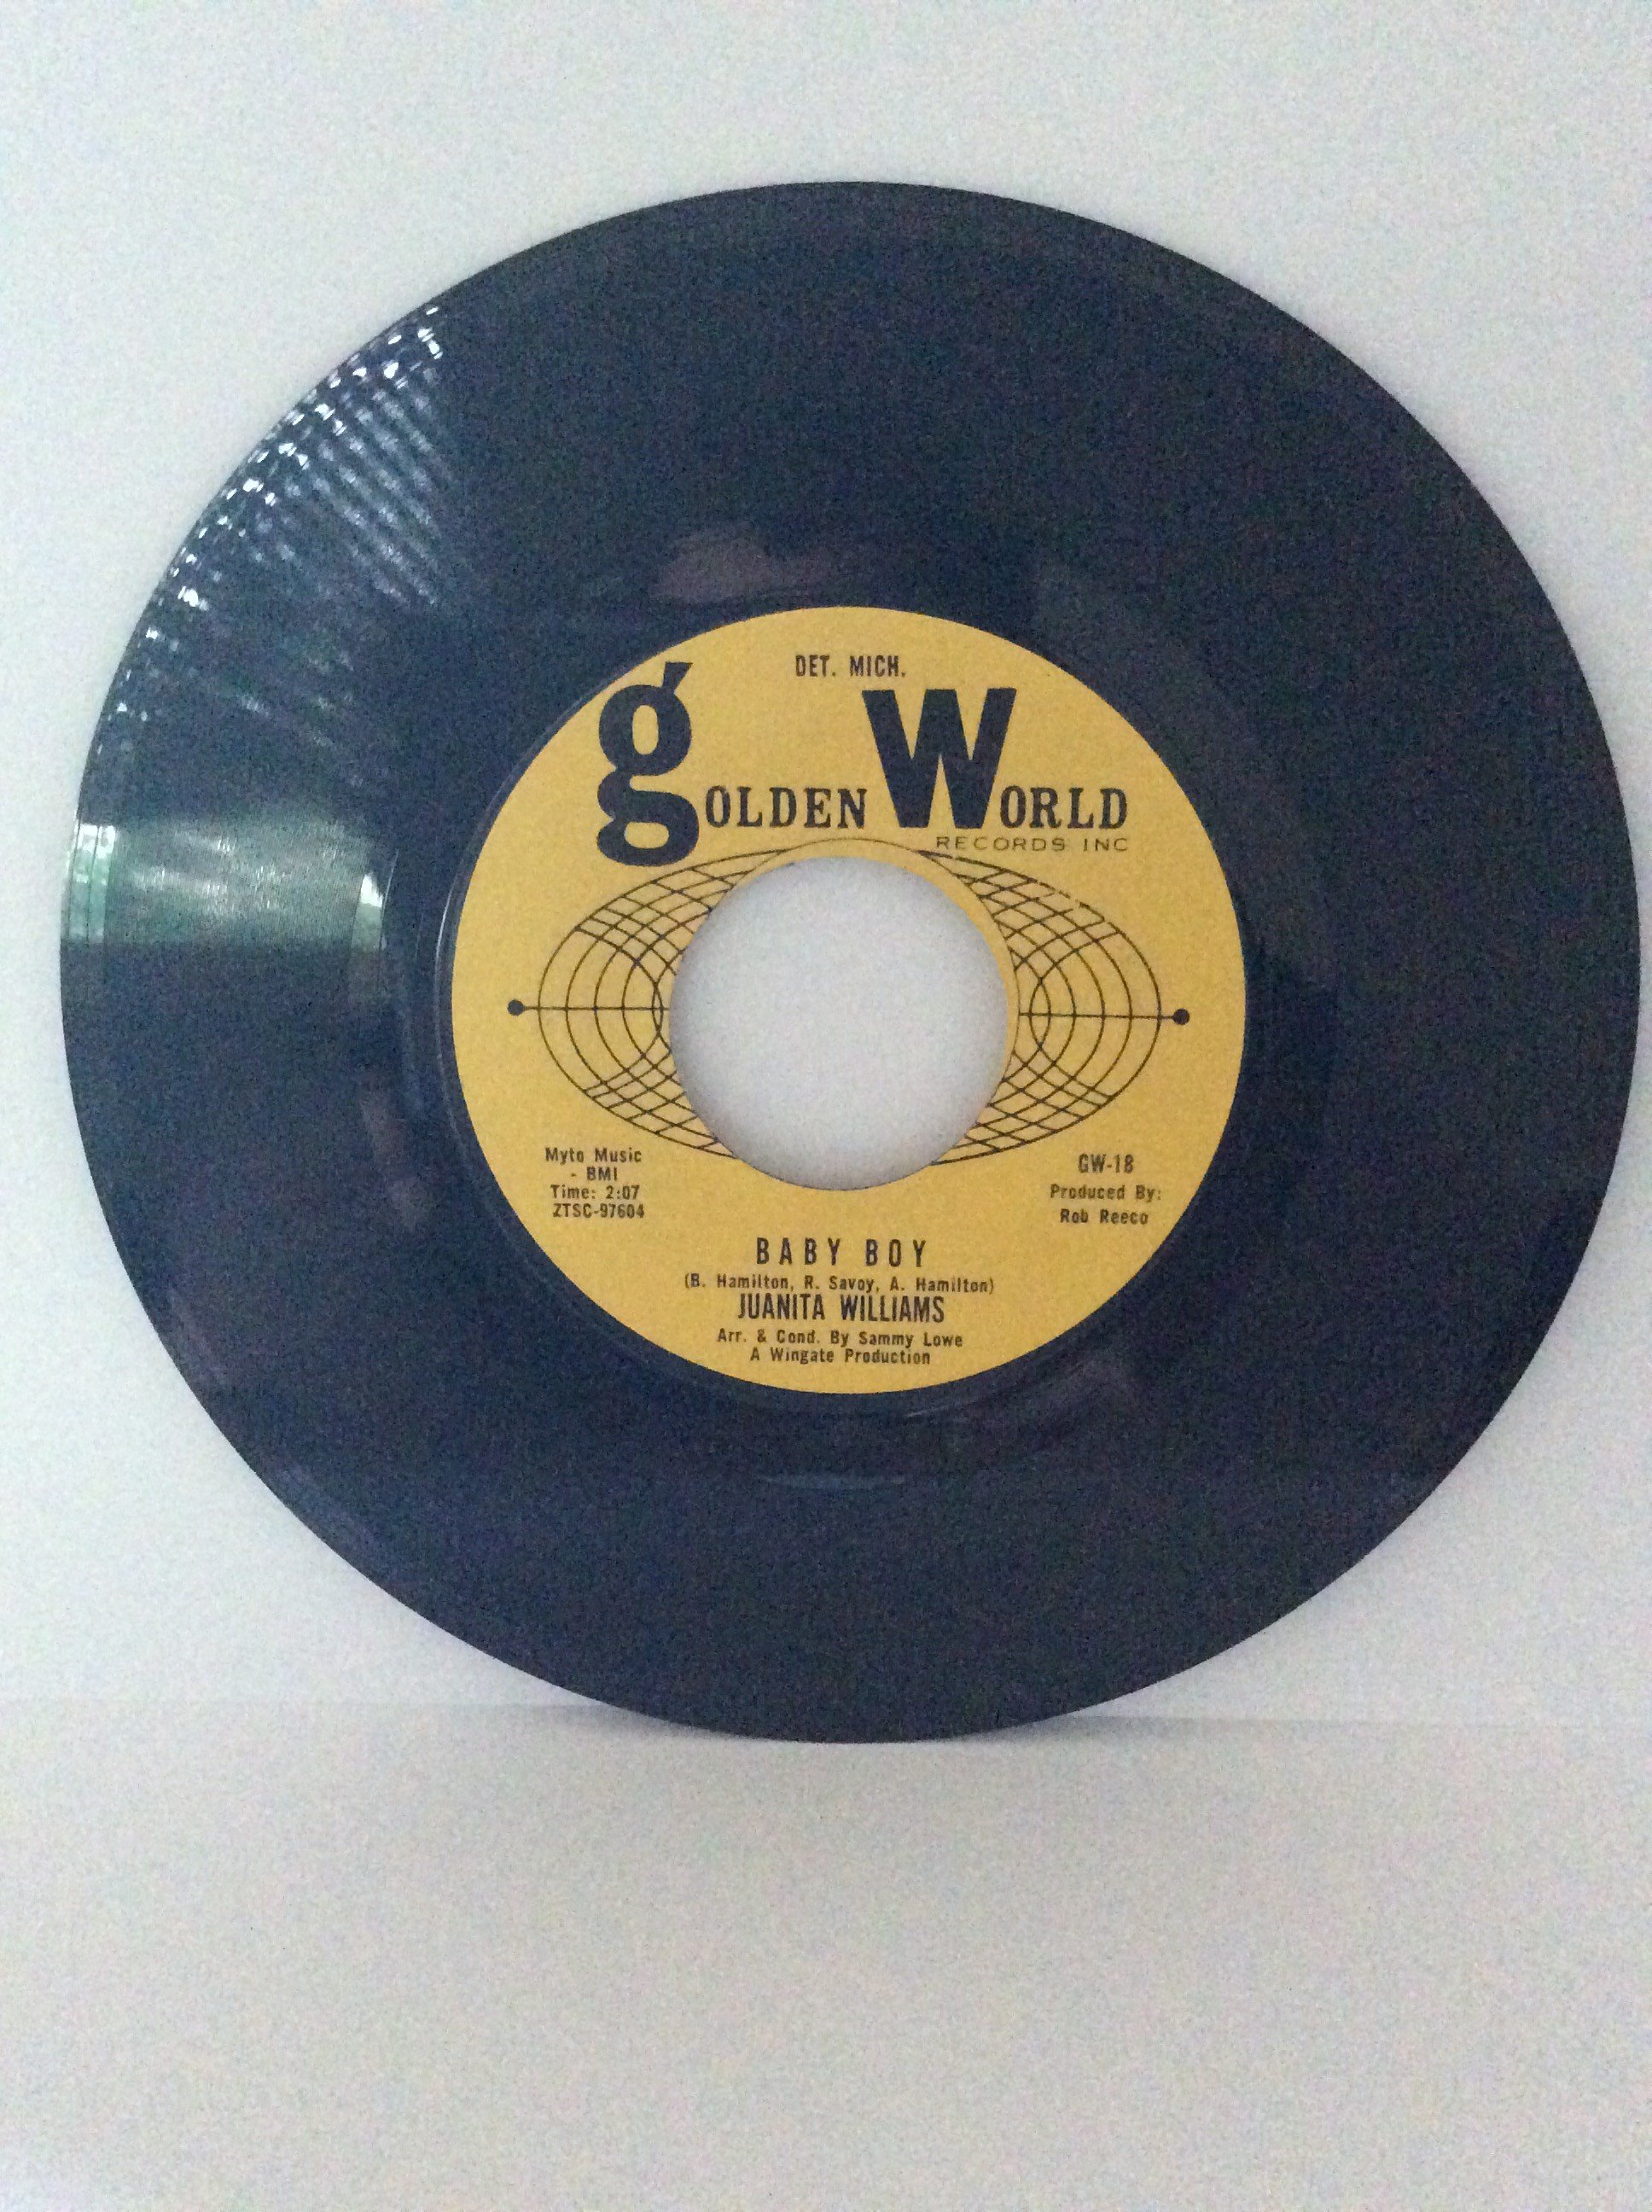 DET. MICH.
gOLDEN WORLD
RECORDS INC
Myto Music
- BMI
Time: 2:07
ZTSC-97604
GW-18
Produced By:
Rob Reeco
BABY BOY
(B. Hamilton, R. Savoy, A. Hamilton)
JUANITA WILLIAMS
Arr. & Cond. By Sammy Lowe
A Wingate Production